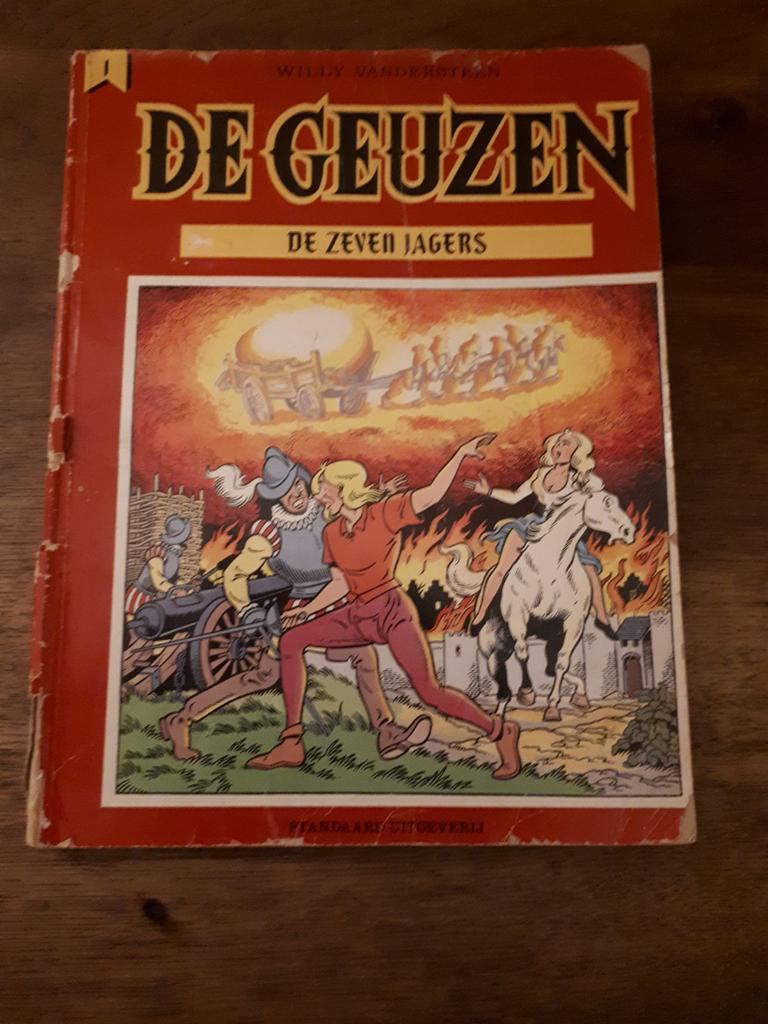 1
WILLY VANDERSTEEN
DE GEUZEN
DE ZEVEN JAGERS
STANDAARD UITGEVERIJ